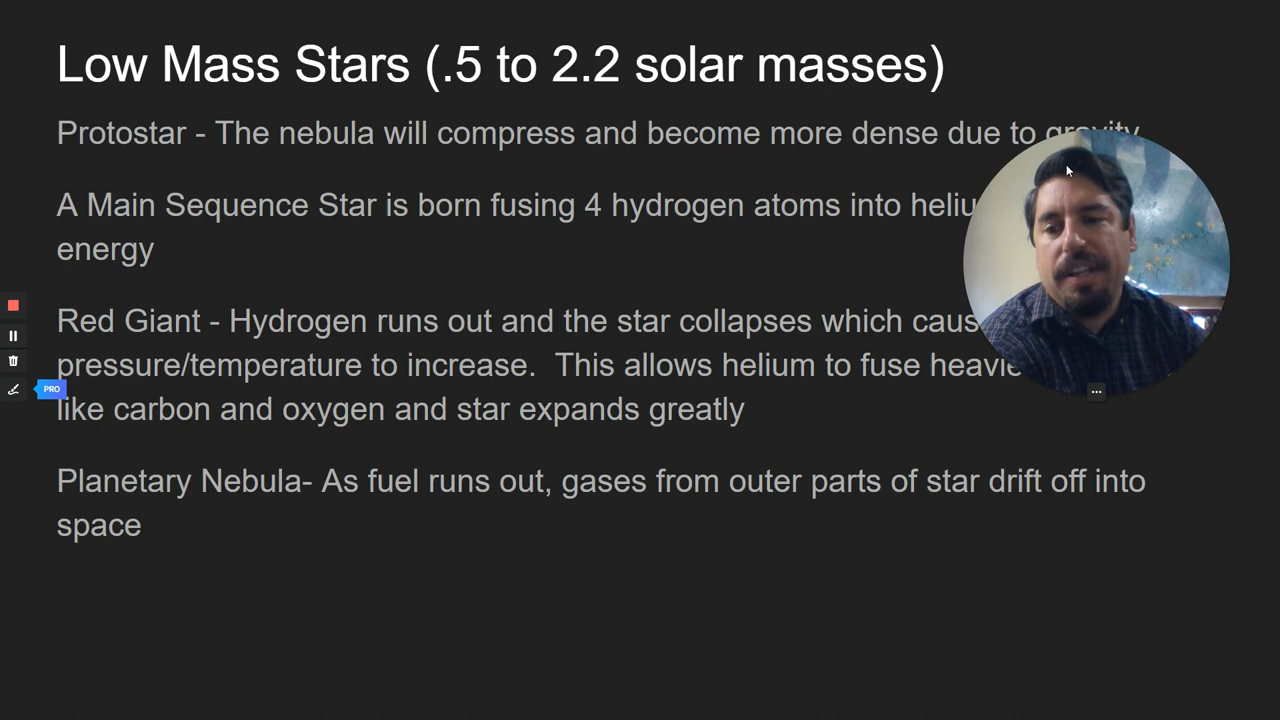 Low Mass Stars (.5 to 2.2 solar masses)
Protostar - The nebula will compress and become more dense due to gravity
A Main Sequence Star is born fusing 4 hydrogen atoms into
energy
Red Giant - Hydrogen runs out and the star collapses which
pressure/temperature to increase. This allows helium to fuse
PRO
like carbon and oxygen and star expands greatly
Planetary Nebula- As fuel runs out, gases from outer parts of star drift off into
space